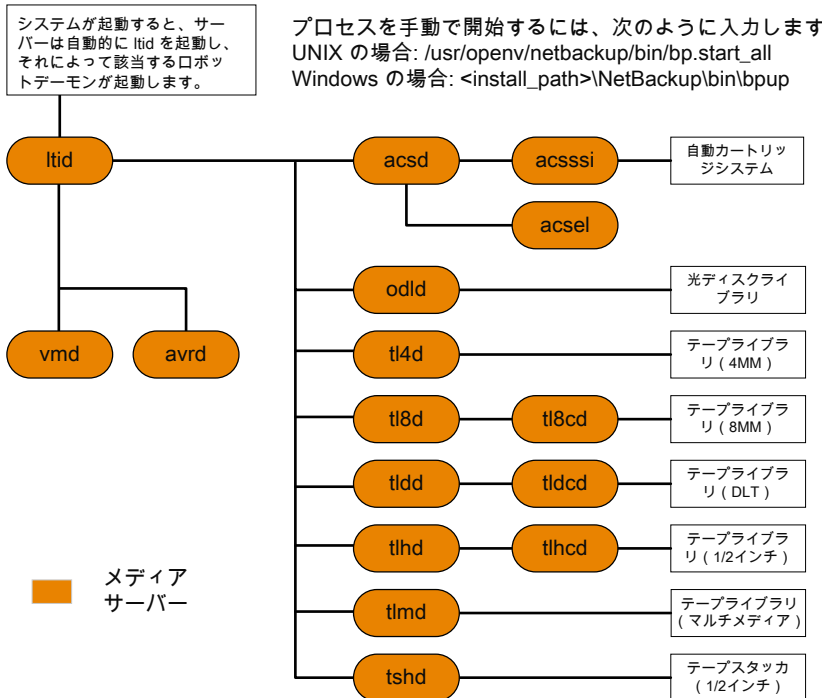 システムが起動すると、サー
バーは自動的に ltid を起動し、
それによって該当するロボッ
トデーモンが起動します。
プロセスを手動で開始するには、次のように入力します
UNIX の場合: /usr/openv/netbackup/bin/bp.start_all
Windows の場合: <install_path>\NetBackup\bin\bpup
ltid
acsd
acsssi
自動カートリッ
ジシステム
acsel
odld
光ディスクライ
ブラリ
vmd
avrd
tl4d
テープライブラ
リ ( 4MM )
tl8d
tl8cd
テープライブラ
リ ( 8MM )
tldd
tldcd
テープライブラ
リ ( DLT )
tlhd
tlhcd
テープライブラ
リ ( 1/2インチ )
メディア
サーバー
tlmd
テープライブラリ
( マルチメディア )
tshd
テープスタッカ
( 1/2インチ )